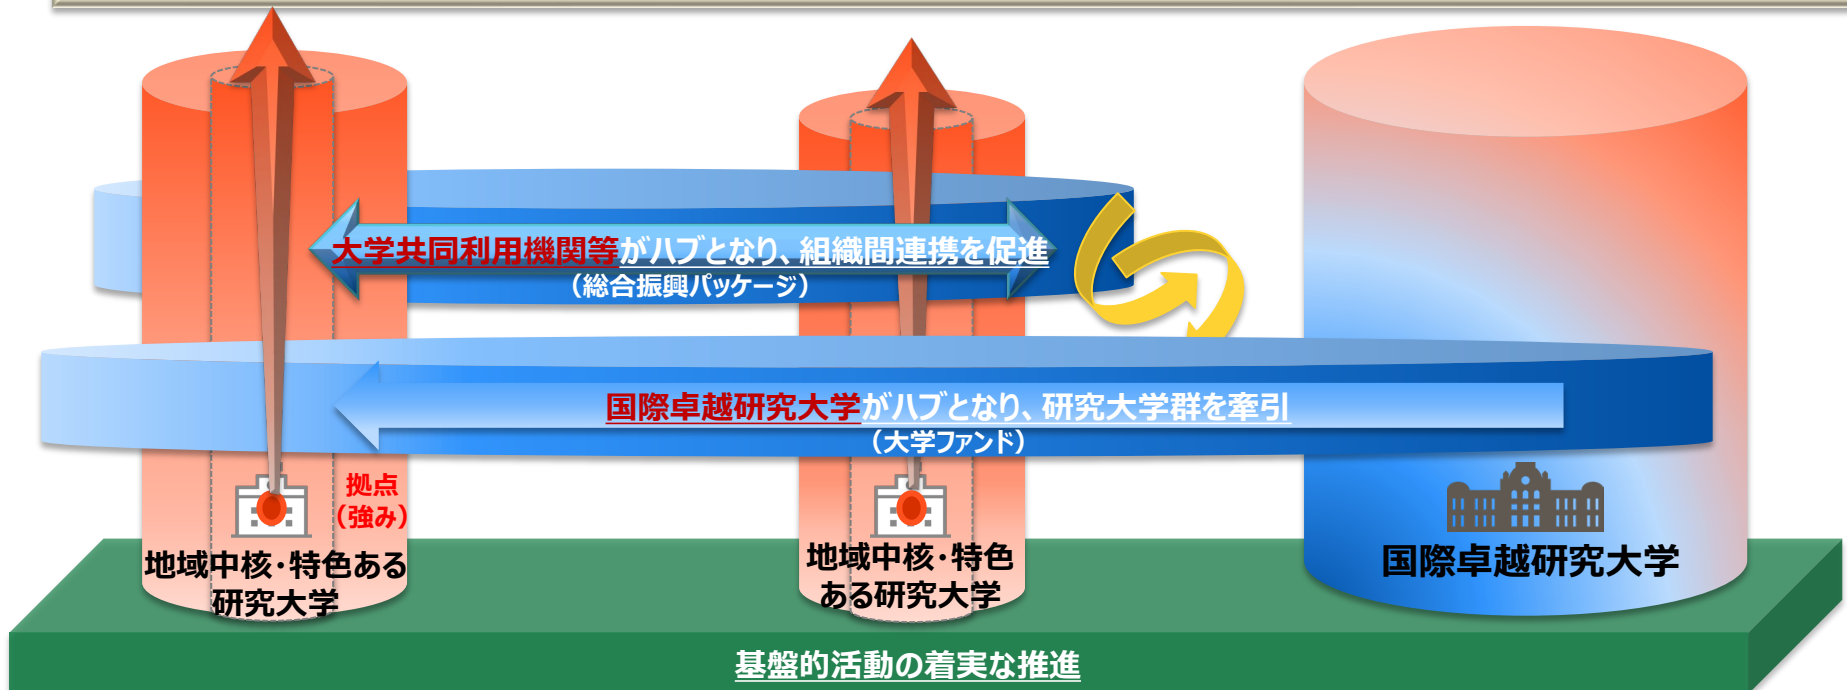 大学共同利用機関等がハブとなり、組織間連携を促進
（総合振興パッケージ）
国際卓越研究大学がハブとなり、研究大学群を牽引
（大学ファンド）
拠点
（強み）
地域中核・特色ある
研究大学
地域中核・特色
ある研究大学
国際卓越研究大学
基盤的活動の着実な推進